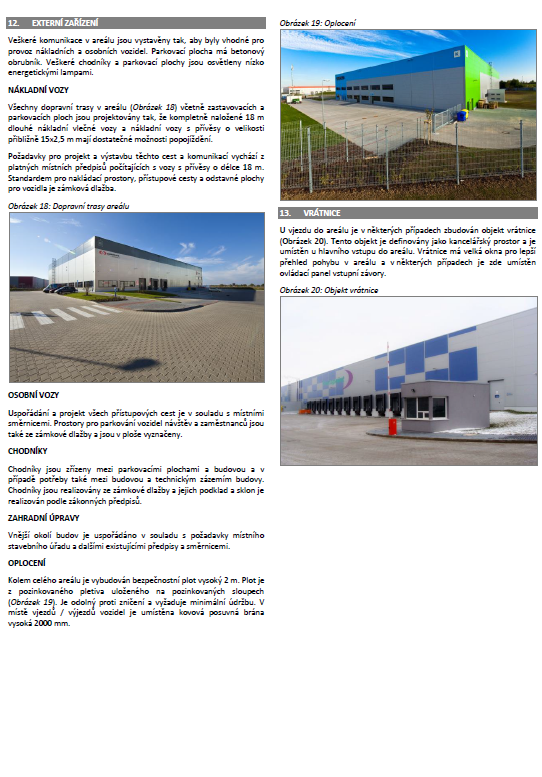 12. EXTERNÍ ZAŘÍZENÍ
Veškeré komunikace v areálu jsou vystavěny tak, aby byly vhodné pro
provoz nákladních a osobních vozidel. Parkovací plocha má betonový
obrubník. Veškeré chodníky a parkovací plochy jsou osvětleny nízko
energetickými lampami.
NÁKLADNÍ VOZY
Všechny dopravní trasy v areálu (Obrázek 18) včetně zastavovacích a
parkovacích ploch jsou projektovány tak, že kompletně naložené 18 m
dlouhé nákladní vlečné vozy a nákladní vozy s přívěsy o velikosti
přibližně 15x2,5 m mají dostatečné možnosti popojíždění.
Požadavky pro projekt a výstavbu těchto cest a komunikací vychází z
platných místních předpisů počítajících s vozy s přívěsy o délce 18 m.
Standardem pro nakládací prostory, přístupové cesty a odstavné plochy
pro vozidla je zámková dlažba.
Obrázek 18: Dopravní trasy areálu
OSOBNÍ VOZY
Uspořádání a projekt všech přístupových cest je v souladu s místními
směrnicemi. Prostory pro parkování vozidel návštěv a zaměstnanců jsou
také ze zámkové dlažby a jsou v ploše vyznačeny.
CHODNÍKY
Chodníky jsou zřízeny mezi parkovacími plochami a budovou a v
případě potřeby také mezi budovou a technickým zázemím budovy.
Chodníky jsou realizovány ze zámkové dlažby a jejich podklad a sklon je
realizován podle zákonných předpisů.
ZAHRADNÍ ÚPRAVY
Vnější okolí budov je uspořádáno v souladu s požadavky místního
stavebního úřadu a dalšími existujícími předpisy a směrnicemi.
OPLOCENÍ
Kolem celého areálu je vybudován bezpečnostní plot vysoký 2 m. Plot je
z pozinkovaného pletiva uloženého na pozinkovaných sloupech
(Obrázek 19). Je odolný proti zničení a vyžaduje minimální údržbu. V
místě vjezdů / výjezdů vozidel je umístěna kovová posuvná brána
vysoká 2000 mm.
Obrázek 19: Oplocení
13. VRÁTNICE
U vjezdu do areálu je v některých případech zbudován objekt vrátnice
(Obrázek 20). Tento objekt je definovány jako kancelářský prostor a je
umístěn u hlavního vstupu do areálu. Vrátnice má velká okna pro lepší
přehled pohybu v areálu a v některých případech je zde umístěn
ovládací panel vstupní závory.
Obrázek 20: Objekt vrátnice